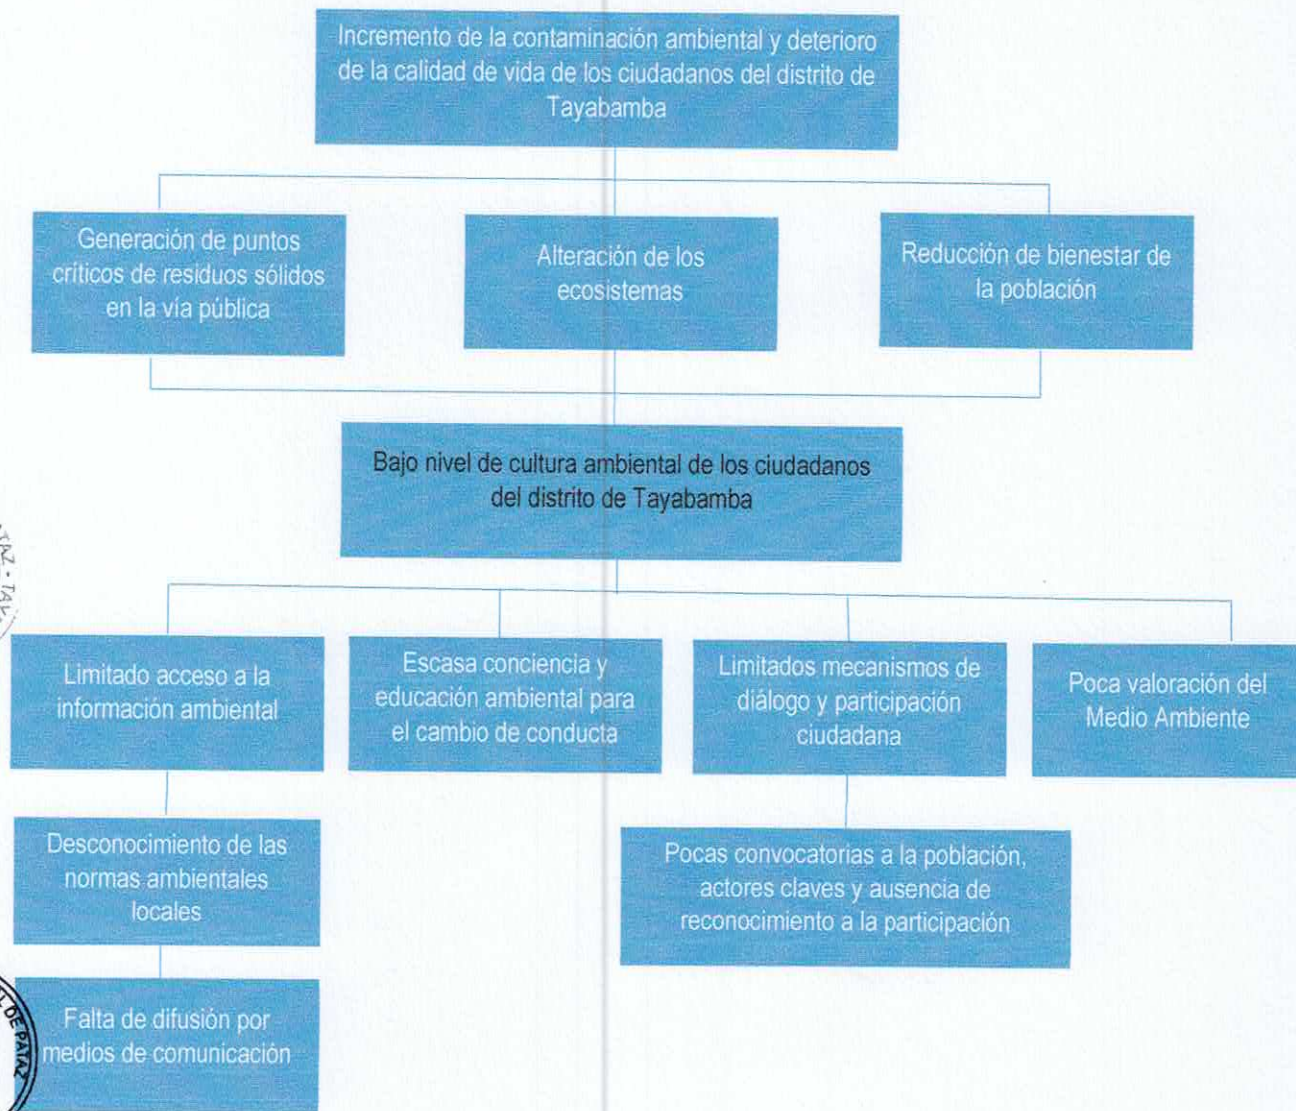 Incremento de la contaminación ambiental y deterioro
de la calidad de vida de los ciudadanos del distrito de
Tayabamba
Generación de puntos
críticos de residuos sólidos
en la vía pública
Alteración de los
ecosistemas
Reducción de bienestar de
la población
Bajo nivel de cultura ambiental de los ciudadanos
del distrito de Tayabamba
Limitado acceso a la
información ambiental
Escasa conciencia y
educación ambiental para
el cambio de conducta
Limitados mecanismos de
diálogo y participación
ciudadana
Poca valoración del
Medio Ambiente
Desconocimiento de las
normas ambientales
locales
Pocas convocatorias a la población,
actores claves y ausencia de
reconocimiento a la participación
Falta de difusión por
medios de comunicación
DE PATAZ